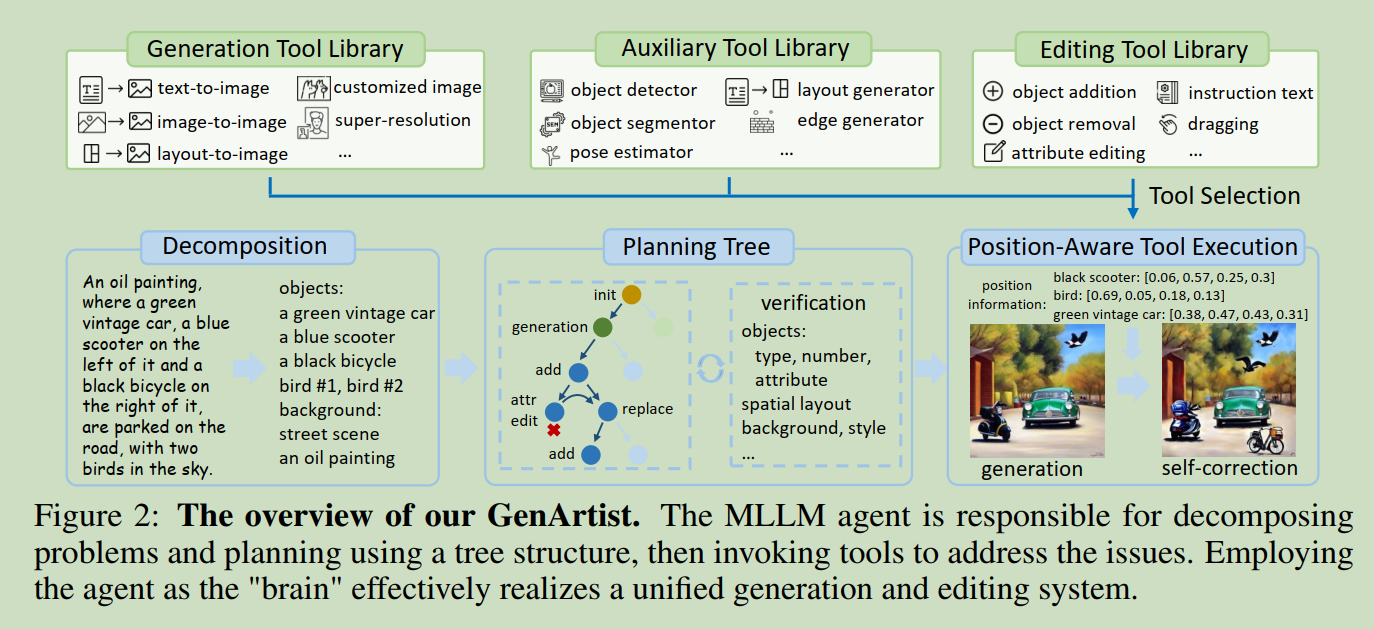 Generation Tool Library
text-to-image
customized image
image-to-image
super-resolution
layout-to-image
...
Auxiliary Tool Library
object detector
layout generator
object segmentor
edge generator
pose estimator
...
Editing Tool Library
object addition
instruction text
object removal
dragging
attribute editing
...
Tool Selection
Decomposition
An oil painting,
where a green
vintage car, a blue
scooter on the
left of it and a
black bicycle on
the right of it,
are parked on the
road, with two
birds in the sky.
objects:
a green vintage car
a blue scooter
a black bicycle
bird #1, bird #2
background:
street scene
an oil painting
Planning Tree
init
generation
add
attr
edit
replace
add
verification
objects:
type, number,
attribute
spatial layout
background, style
...
Position-Aware Tool Execution
position
information:
black scooter: [0.06, 0.57, 0.25, 0.3]
bird: [0.69, 0.05, 0.18, 0.13]
green vintage car: [0.38, 0.47, 0.43, 0.31]
generation
self-correction
Figure 2: The overview of our GenArtist. The MLLM agent is responsible for decomposing
problems and planning using a tree structure, then invoking tools to address the issues. Employing
the agent as the "brain" effectively realizes a unified generation and editing system.